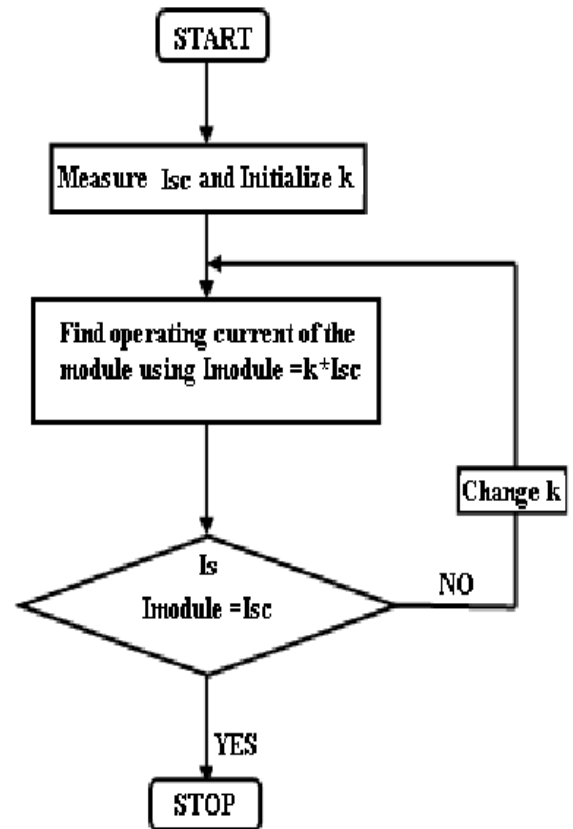 START
Measure Isc and Initialize k
Find operating current of the
module using Imodule =k*Isc
Change k
Is
Imodule =Isc
NO
YES
STOP